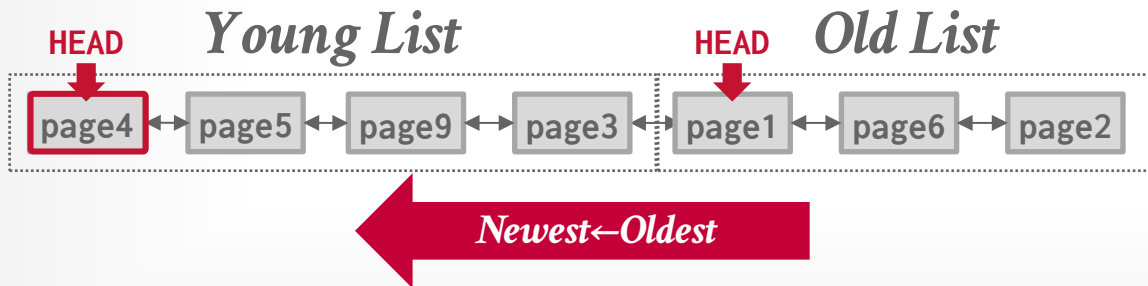 Young List
Old List
HEAD
HEAD
page4
page5
page9
page3
page1
page6
page2
Newest←Oldest